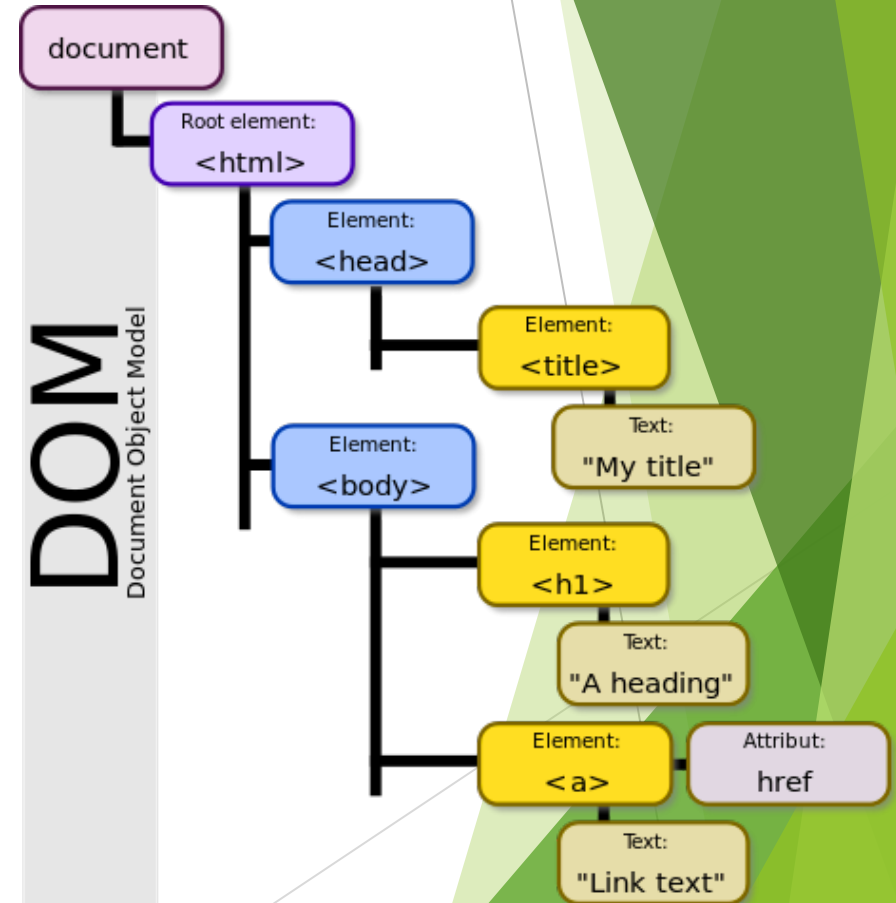 document
Root element:
<html>
Element:
<head>
Element:
<title>
Text:
"My title"
Element:
<body>
Element:
<h1>
Text:
"A heading"
Element:
<a>
Attribut:
href
Text:
"Link text"
DOM
Document Object Model